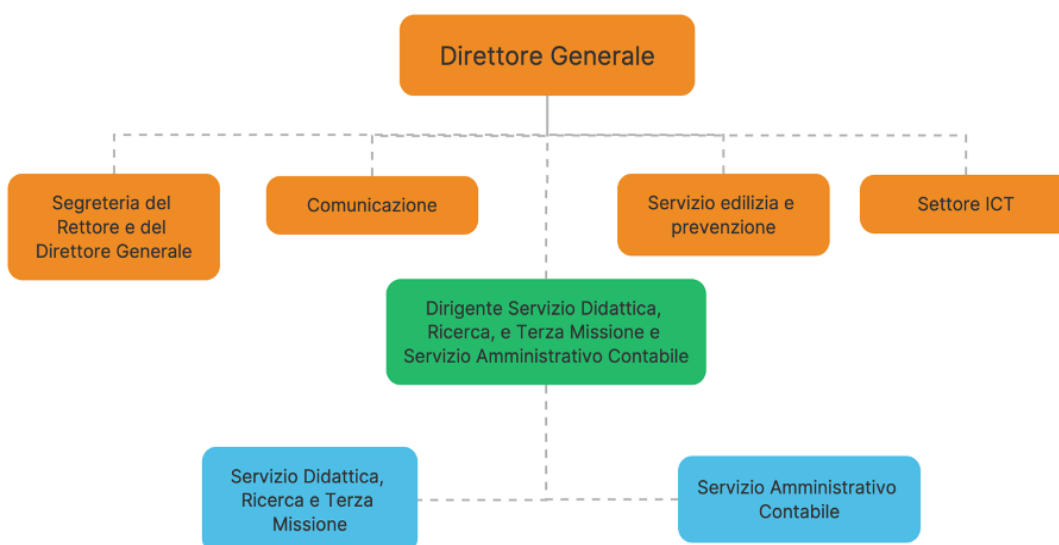 Direttore Generale
Segreteria del
Rettore e del
Direttore Generale
Comunicazione
Servizio edilizia e
prevenzione
Settore ICT
Dirigente Servizio Didattica,
Ricerca, e Terza Missione e
Servizio Amministrativo Contabile
Servizio Didattica,
Ricerca e Terza
Missione
Servizio Amministrativo
Contabile